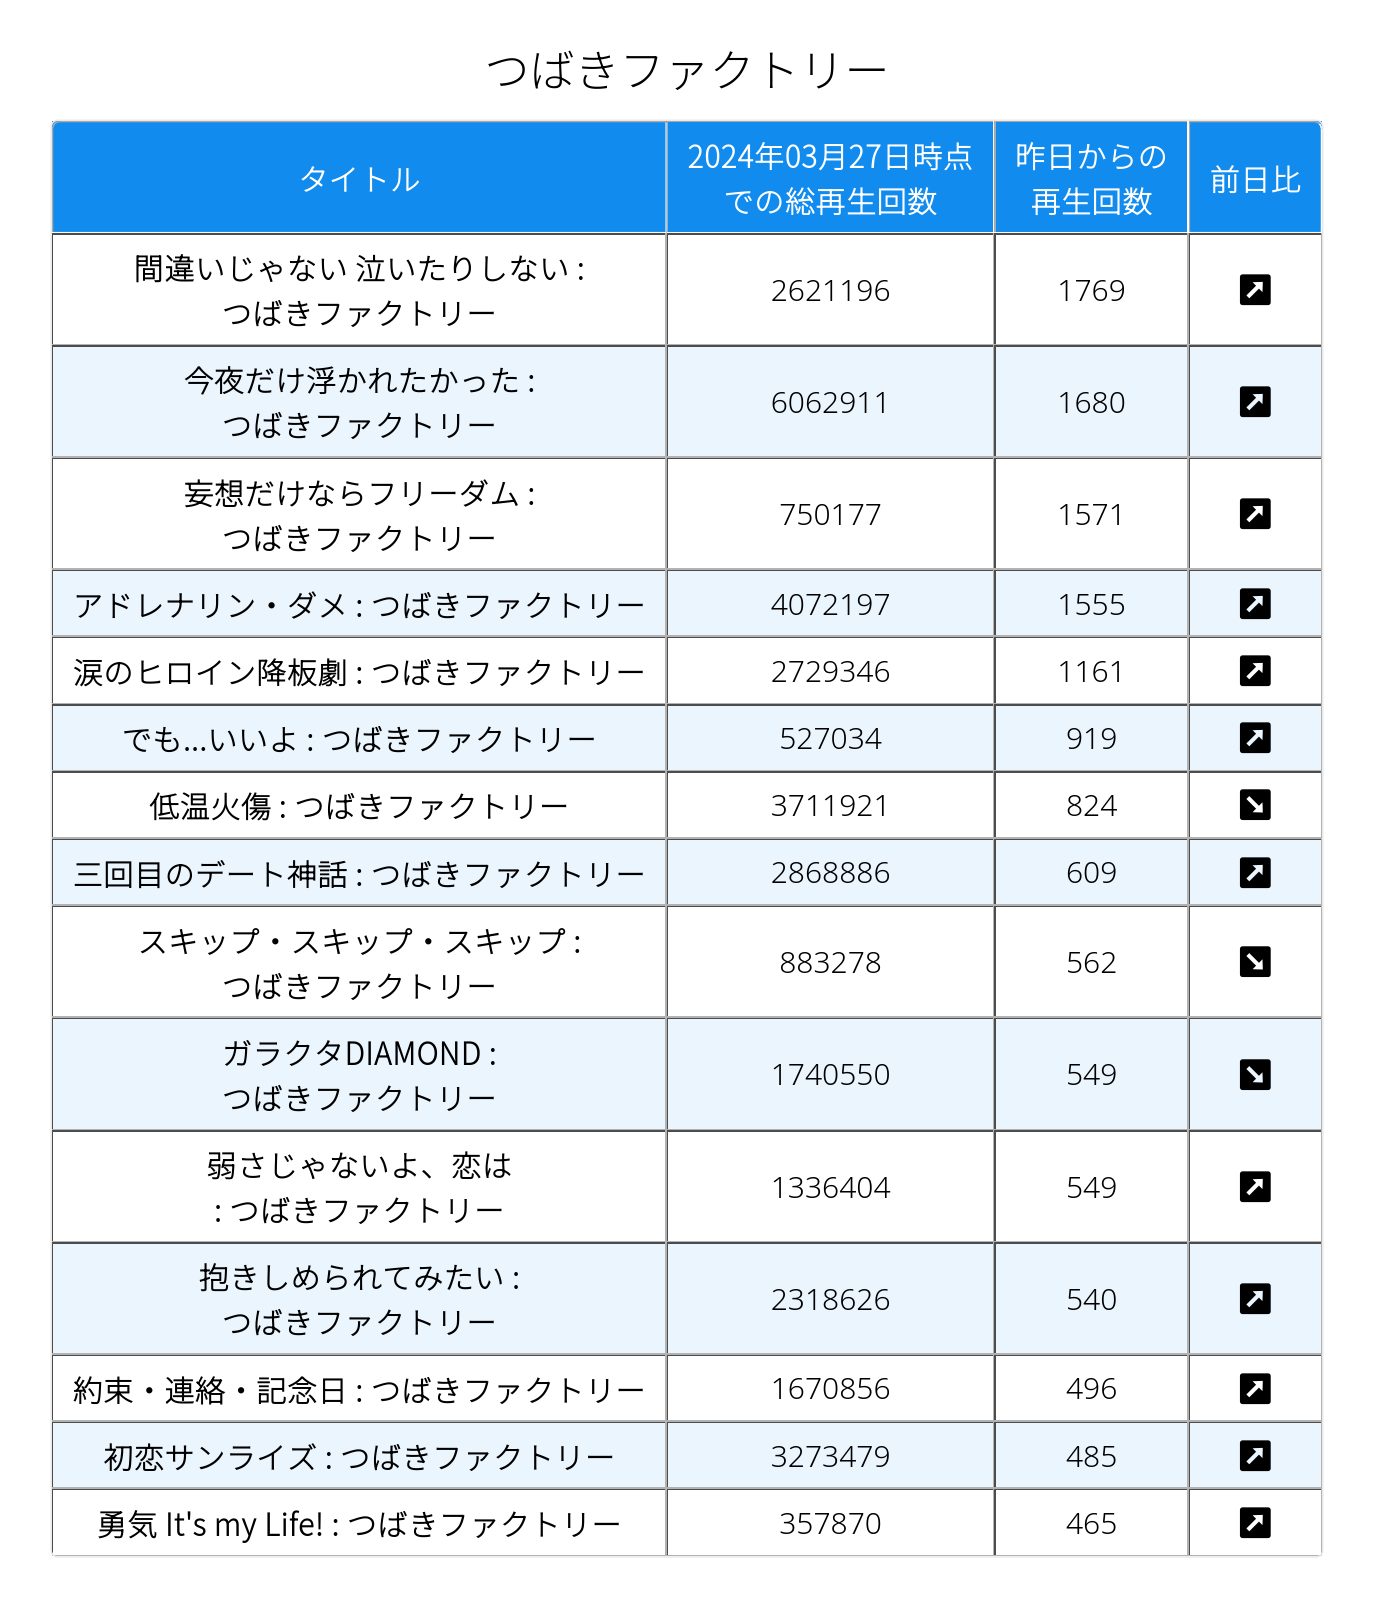 つばきファクトリー
タイトル
2024年03月27日時点
での総再生回数
昨日からの
再生回数
前日比
間違いじゃない 泣いたりしない :
つばきファクトリー
2621196
1769
今夜だけ浮かれたかった :
つばきファクトリー
6062911
1680
妄想だけならフリーダム :
つばきファクトリー
750177
1571
アドレナリン・ダメ : つばきファクトリー
4072197
1555
涙のヒロイン降板劇 : つばきファクトリー
2729346
1161
でも...いいよ : つばきファクトリー
527034
919
低温火傷 : つばきファクトリー
3711921
824
三回目のデート神話 : つばきファクトリー
2868886
609
スキップ・スキップ・スキップ :
つばきファクトリー
883278
562
ガラクタDIAMOND :
つばきファクトリー
1740550
549
弱さじゃないよ、恋は
: つばきファクトリー
1336404
549
抱きしめられてみたい :
つばきファクトリー
2318626
540
約束・連絡・記念日 : つばきファクトリー
1670856
496
初恋サンライズ : つばきファクトリー
3273479
485
勇気 It's my Life! : つばきファクトリー
357870
465